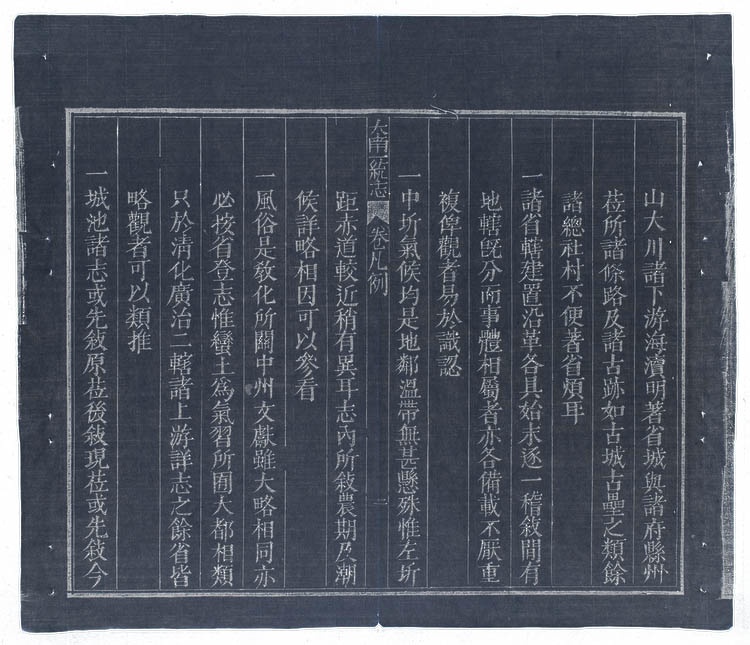 山大川諸下游海瀆明著省城與諸府縣州
莅所諸條路及諸古跡如古城古壘之類餘
諸總社村不便著省煩耳
一諸省轄建置沿革各具始末逐一稽敘間有
地轄旣分而事體相屬者亦各備載不厭重
複俾觀者易於識認
一中圻氣候均是地鄰溫帶無甚懸殊惟左圻
大南一統志 卷之凡例 二
距赤道較近稍有異耳志內所敘農期及潮
候詳略相因可以參看
一風俗是敎化所關中州文獻雖大略相同亦
必按省登志惟蠻土爲氣習所囿大都相類
只於淸化廣治二轄諸上游詳志之餘省皆
略觀者可以類推
一城池諸志或先敍原莅後敍現莅或先敍今